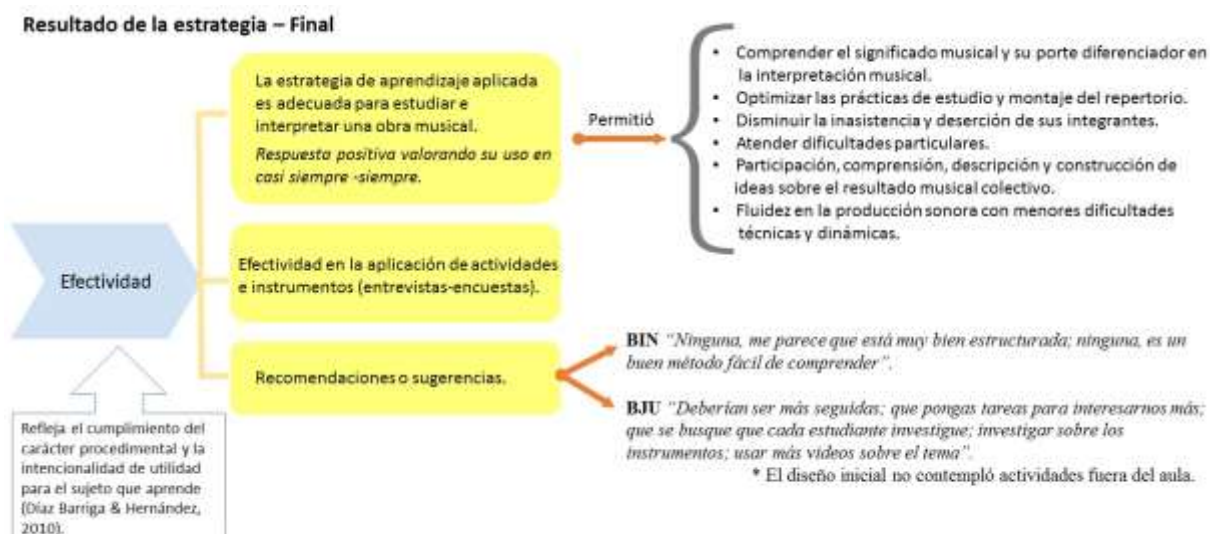 Resultado de la estrategia – Final
La estrategia de aprendizaje aplicada
es adecuada para estudiar e
interpretar una obra musical.
Respuesta positiva valorando su uso en
casi siempre -siempre.
Permitió
• Comprender el significado musical y su porte diferenciador en
la interpretación musical.
• Optimizar las prácticas de estudio y montaje del repertorio.
• Disminuir la inasistencia y deserción de sus integrantes.
• Atender dificultades particulares.
• Participación, comprensión, descripción y construcción de
ideas sobre el resultado musical colectivo.
• Fluidez en la producción sonora con menores dificultades
técnicas y dinámicas.
Efectividad
Efectividad en la aplicación de actividades
e instrumentos (entrevistas-encuestas).
Recomendaciones o sugerencias.
BIN “Ninguna, me parece que está muy bien estructurada; ninguna, es un
buen método fácil de comprender”.
BJU “Deberían ser más seguidas; que pongas tareas para interesarnos más;
que se busque que cada estudiante investigue; investigar sobre los
instrumentos; usar más videos sobre el tema”.
* El diseño inicial no contempló actividades fuera del aula.
Refleja el cumplimiento del
carácter procedimental y la
intencionalidad de utilidad
para el sujeto que aprende
(Díaz Barriga & Hernández,
2010).